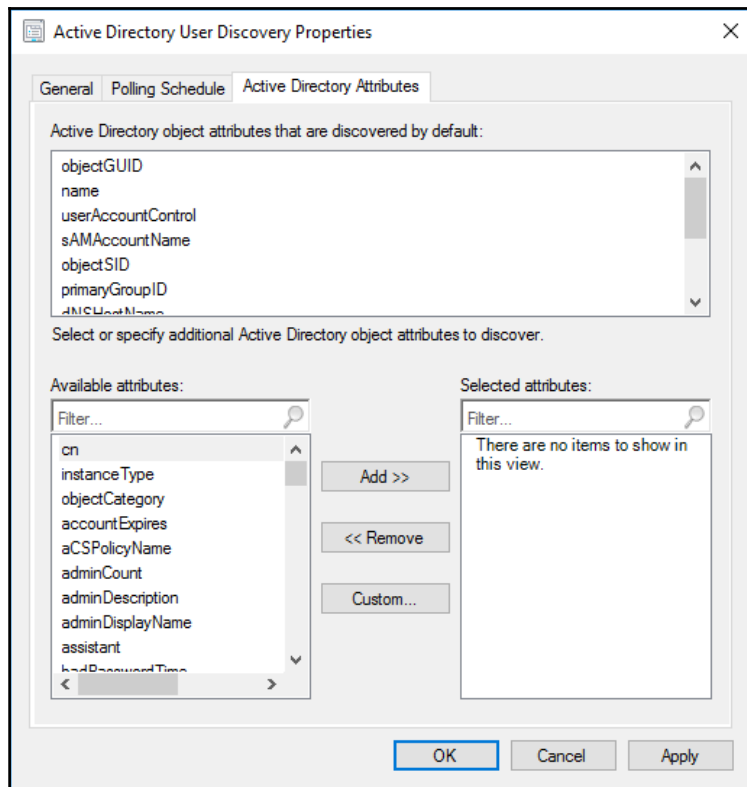 Active Directory User Discovery Properties
General Polling Schedule Active Directory Attributes
Active Directory object attributes that are discovered by default:
objectGUID
name
userAccountControl
sAMAccountName
objectSID
primaryGroupID
dNSHostName
Select or specify additional Active Directory object attributes to discover.
Available attributes:
Filter...
cn
instanceType
objectCategory
accountExpires
aCSPolicyName
adminCount
adminDescription
adminDisplayName
assistant
badPasswordTime
Add >>
<< Remove
Custom...
Selected attributes:
Filter...
There are no items to show in
this view.
OK Cancel Apply